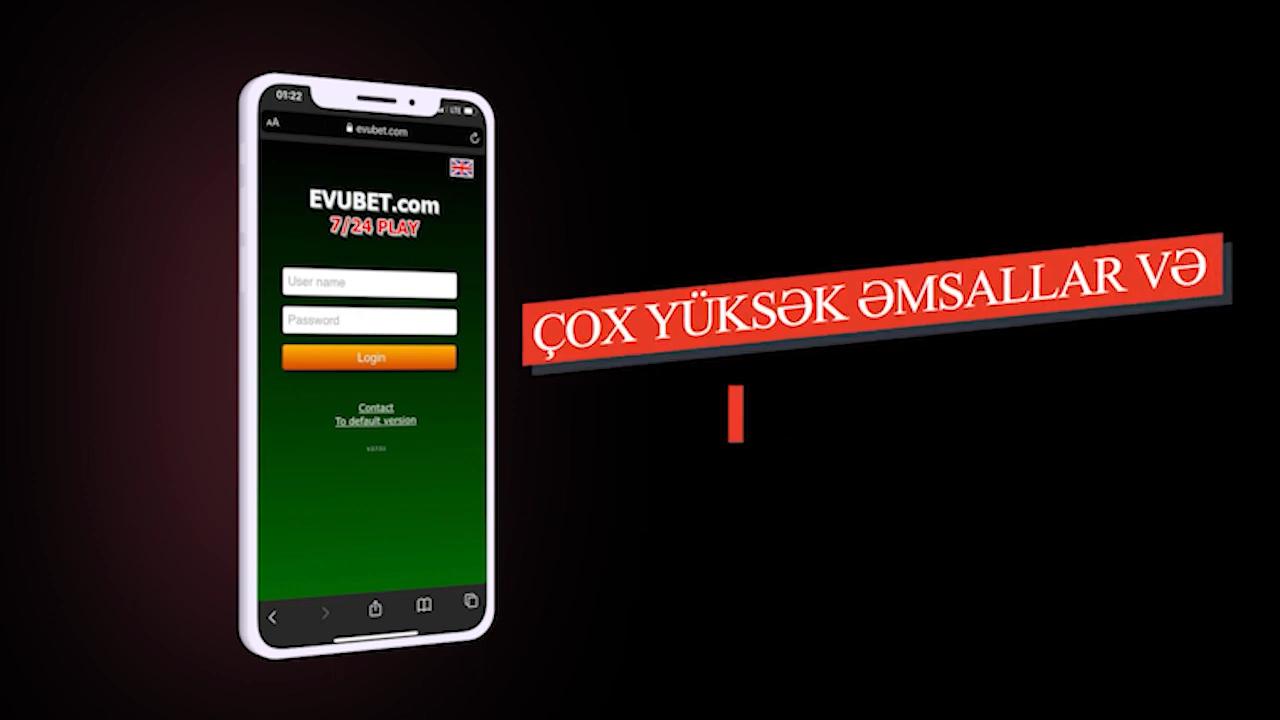 01:22
LTE
AA
evubet.com
EVUBET.com
7/24 PLAY
User name
Password
Login
Contact
To default version
ÇOX YÜKSƏK ƏMSALLAR VƏ